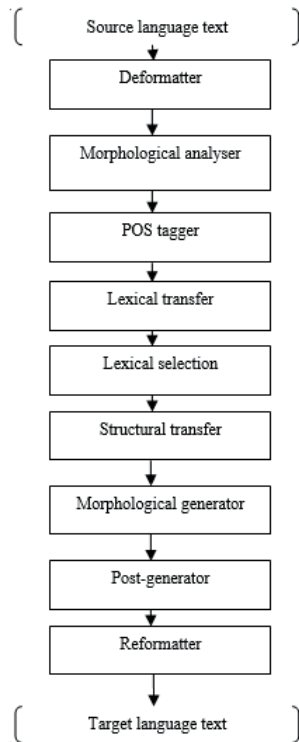 Source language text
Deformatter
Morphological analyser
POS tagger
Lexical transfer
Lexical selection
Structural transfer
Morphological generator
Post-generator
Reformatter
Target language text